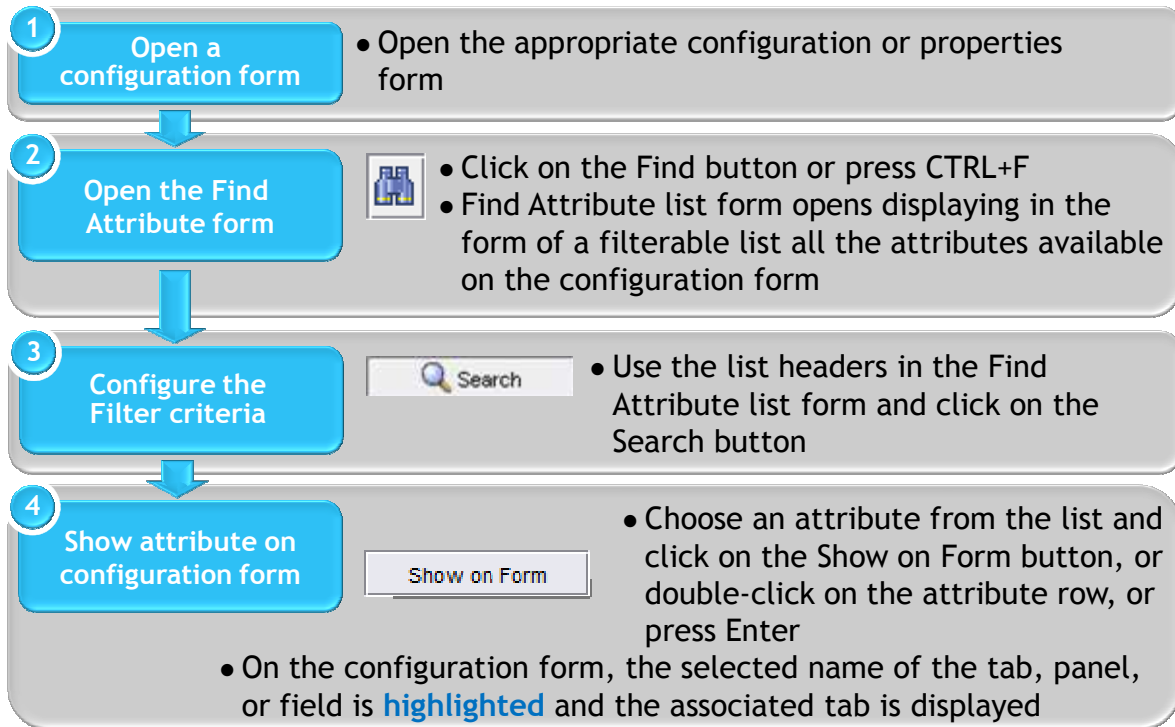 1
Open a
configuration form
• Open the appropriate configuration or properties
form
2
Open the Find
Attribute form
• Click on the Find button or press CTRL+F
• Find Attribute list form opens displaying in the
form of a filterable list all the attributes available
on the configuration form
3
Configure the
Filter criteria
Search
• Use the list headers in the Find
Attribute list form and click on the
Search button
4
Show attribute on
configuration form
Show on Form
• Choose an attribute from the list and
click on the Show on Form button, or
double-click on the attribute row, or
press Enter
• On the configuration form, the selected name of the tab, panel,
or field is highlighted and the associated tab is displayed